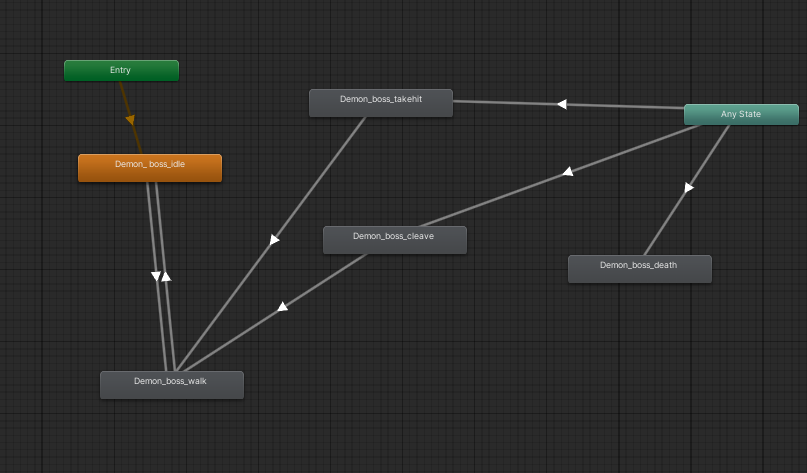 Entry
Demon_boss_takehit
Any State
Demon_ boss_idle
Demon_boss_cleave
Demon_boss_death
Demon_boss_walk